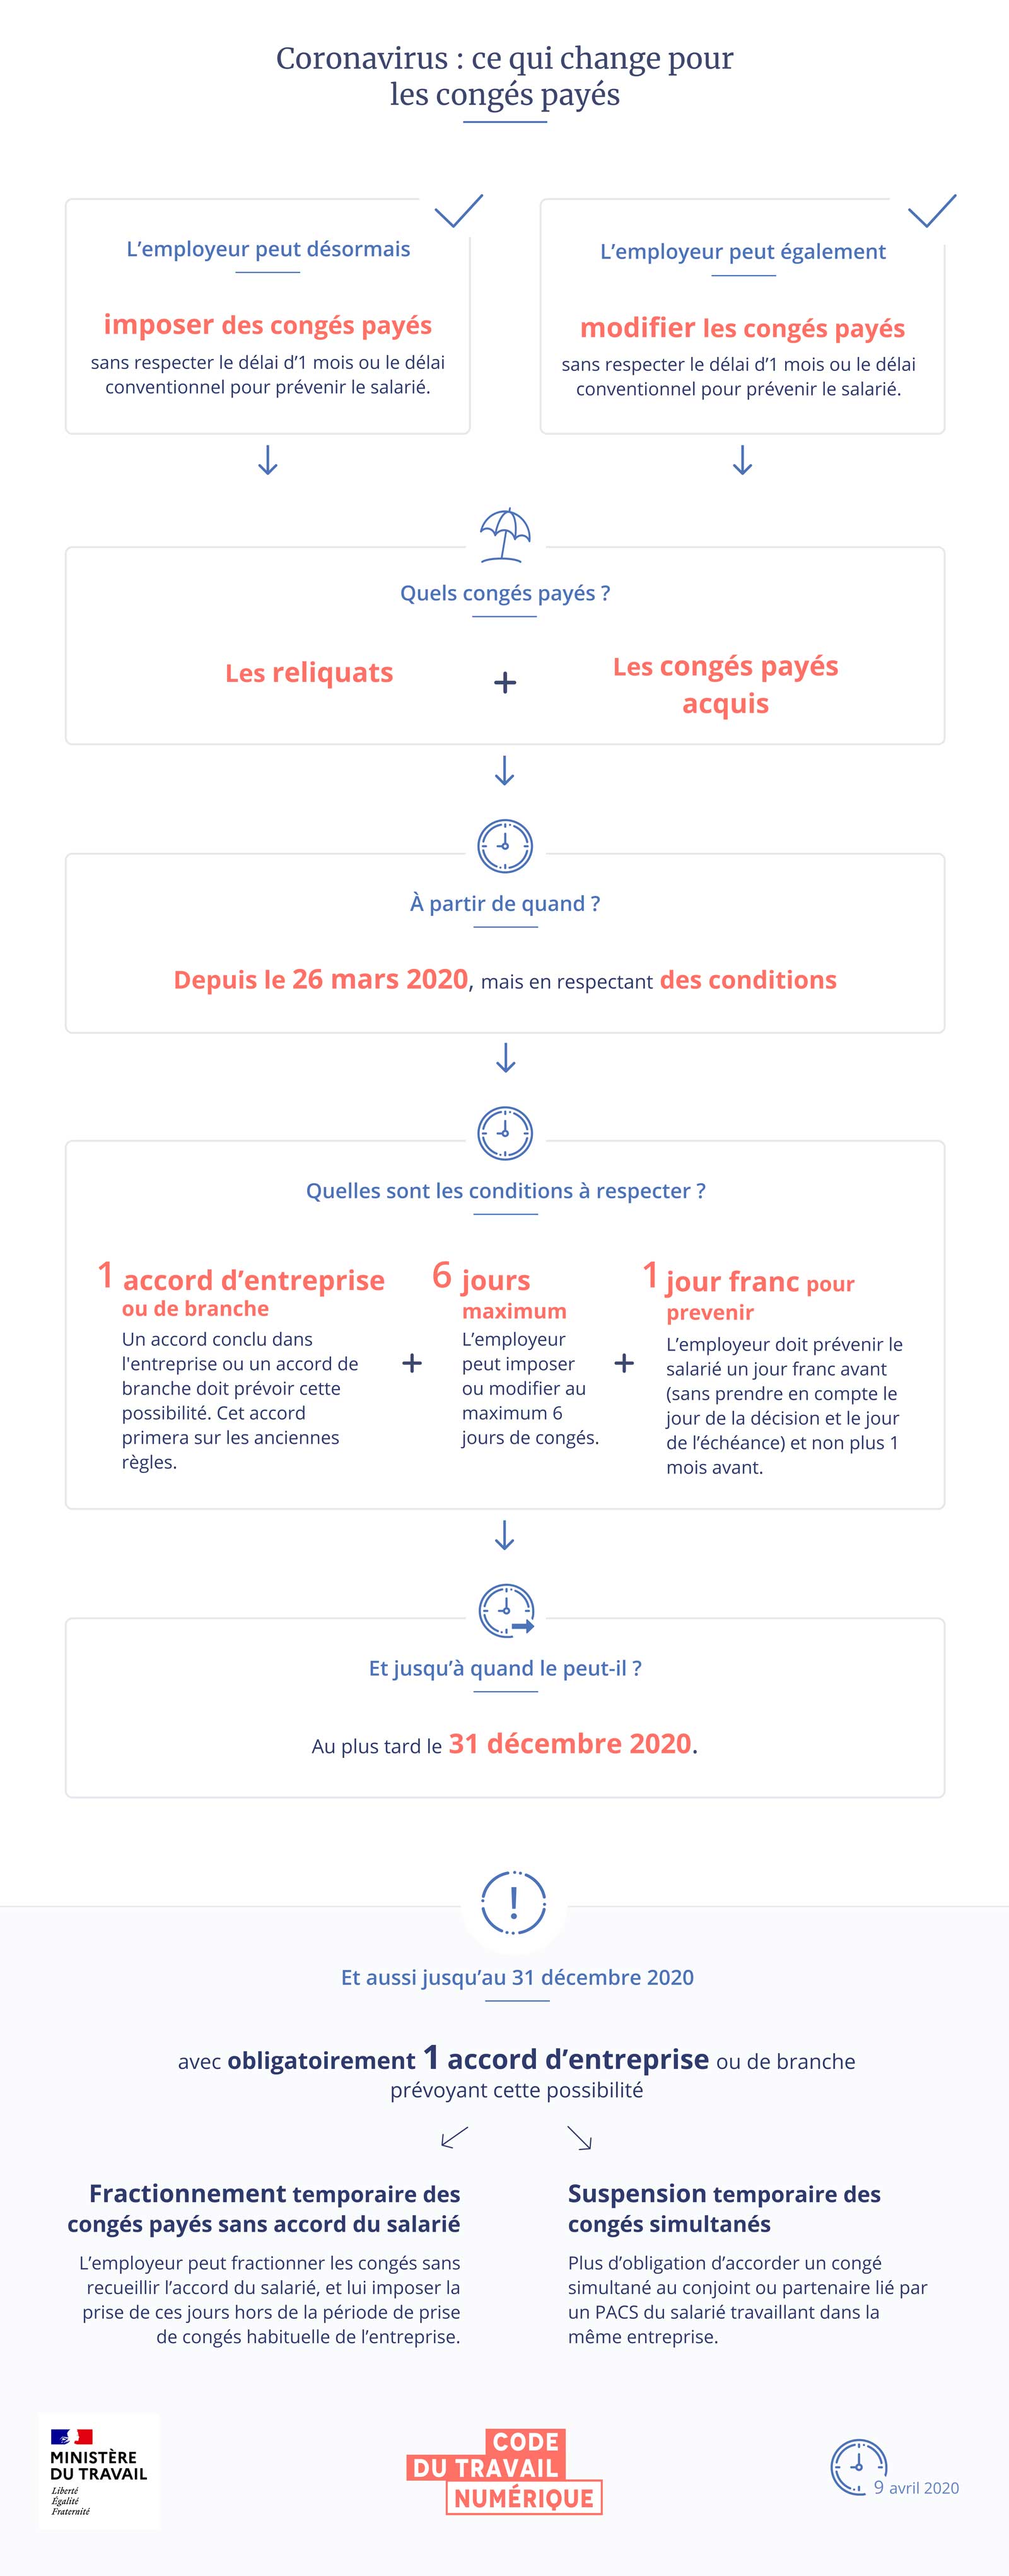 Coronavirus : ce qui change pour
les congés payés
L’employeur peut désormais
imposer des congés payés
sans respecter le délai d’1 mois ou le délai
conventionnel pour prévenir le salarié.
L’employeur peut également
modifier les congés payés
sans respecter le délai d’1 mois ou le délai
conventionnel pour prévenir le salarié.
Quels congés payés ?
Les reliquats
+
Les congés payés
acquis
À partir de quand ?
Depuis le 26 mars 2020, mais en respectant des conditions
Quelles sont les conditions à respecter ?
1 accord d’entreprise
ou de branche
Un accord conclu dans
l'entreprise ou un accord de
branche doit prévoir cette
possibilité. Cet accord
primera sur les anciennes
règles.
+
6 jours
maximum
L’employeur
peut imposer
ou modifier au
maximum 6
jours de congés.
+
1 jour franc pour
prevenir
L’employeur doit prévenir le
salarié un jour franc avant
(sans prendre en compte le
jour de la décision et le jour
de l’échéance) et non plus 1
mois avant.
Et jusqu’à quand le peut-il ?
Au plus tard le 31 décembre 2020.
!
Et aussi jusqu’au 31 décembre 2020
avec obligatoirement 1 accord d’entreprise ou de branche
prévoyant cette possibilité
Fractionnement temporaire des
congés payés sans accord du salarié
L’employeur peut fractionner les congés sans
recueillir l’accord du salarié, et lui imposer la
prise de ces jours hors de la période de prise
de congés habituelle de l’entreprise.
Suspension temporaire des
congés simultanés
Plus d’obligation d’accorder un congé
simultané au conjoint ou partenaire lié par
un PACS du salarié travaillant dans la
même entreprise.
MINISTÈRE
DU TRAVAIL
Liberté
Égalité
Fraternité
CODE
DU TRAVAIL
NUMÉRIQUE
9 avril 2020